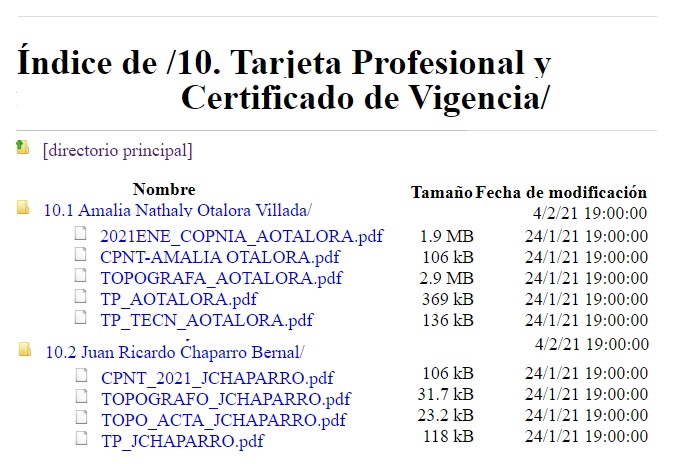 Índice de /10. Tarjeta Profesional y
Certificado de Vigencia/
[directorio principal]
Nombre Tamaño Fecha de modificación
10.1 Amalia Nathaly Otalora Villada/ 4/2/21 19:00:00
2021ENE_COPNIA_AOTALORA.pdf 1.9 MB 24/1/21 19:00:00
CPNT-AMALIA OTALORA.pdf 106 kB 24/1/21 19:00:00
TOPOGRAFA_AOTALORA.pdf 2.9 MB 24/1/21 19:00:00
TP_AOTALORA.pdf 369 kB 24/1/21 19:00:00
TP_TECN_AOTALORA.pdf 136 kB 24/1/21 19:00:00
10.2 Juan Ricardo Chaparro Bernal/ 4/2/21 19:00:00
CPNT_2021_JCHAPARRO.pdf 106 kB 24/1/21 19:00:00
TOPOGRAFO_JCHAPARRO.pdf 31.7 kB 24/1/21 19:00:00
TOPO_ACTA_JCHAPARRO.pdf 23.2 kB 24/1/21 19:00:00
TP_JCHAPARRO.pdf 118 kB 24/1/21 19:00:00